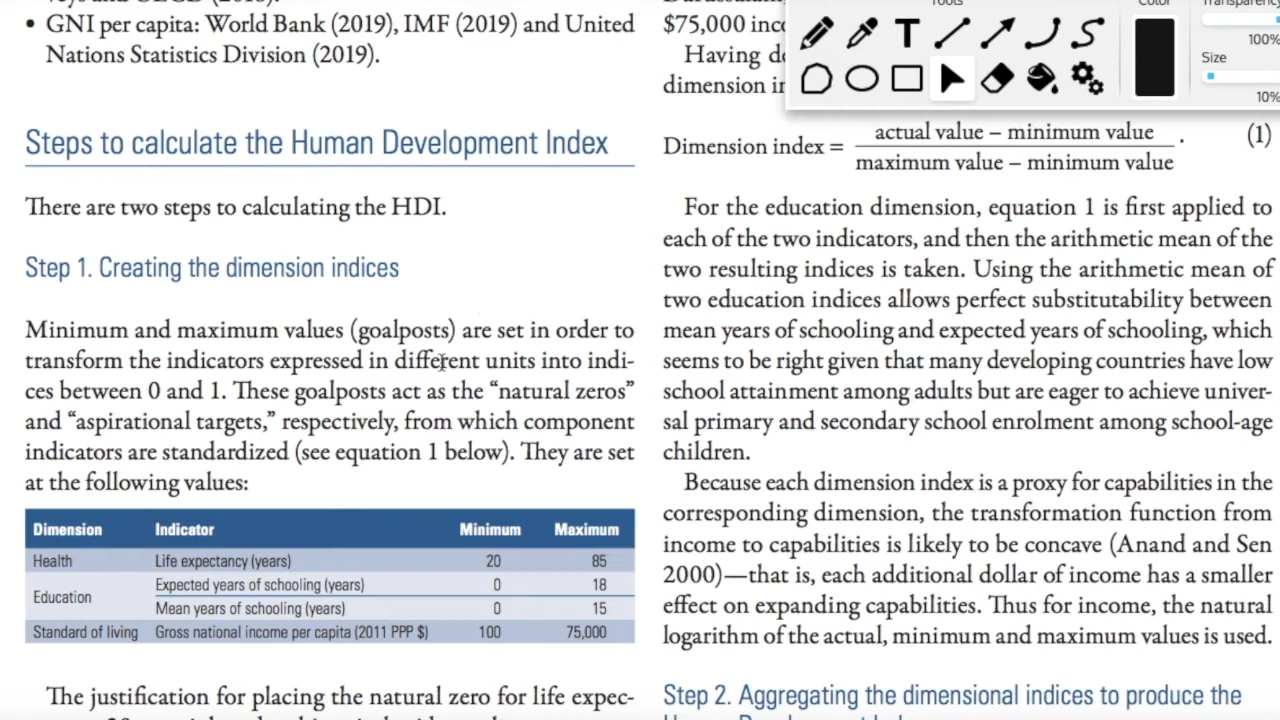 • GNI per capita: World Bank (2019), IMF (2019) and United
Nations Statistics Division (2019).
Steps to calculate the Human Development Index
There are two steps to calculating the HDI.
Step 1. Creating the dimension indices
Minimum and maximum values (goalposts) are set in order to
transform the indicators expressed in different units into indi-
ces between 0 and 1. These goalposts act as the “natural zeros”
and “aspirational targets,” respectively, from which component
indicators are standardized (see equation 1 below). They are set
at the following values:
Dimension Indicator Minimum Maximum
Health Life expectancy (years) 20 85
Education
Expected years of schooling (years) 0 18
Mean years of schooling (years) 0 15
Standard of living Gross national income per capita (2011 PPP $) 100 75,000
The justification for placing the natural zero for life expec-
$75,000
Having
dimension
Dimension index = actual value – minimum value . (1)
maximum value – minimum value
For the education dimension, equation 1 is first applied to
each of the two indicators, and then the arithmetic mean of the
two resulting indices is taken. Using the arithmetic mean of
two education indices allows perfect substitutability between
mean years of schooling and expected years of schooling, which
seems to be right given that many developing countries have low
school attainment among adults but are eager to achieve univer-
sal primary and secondary school enrolment among school-age
children.
Because each dimension index is a proxy for capabilities in the
corresponding dimension, the transformation function from
income to capabilities is likely to be concave (Anand and Sen
2000)—that is, each additional dollar of income has a smaller
effect on expanding capabilities. Thus for income, the natural
logarithm of the actual, minimum and maximum values is used.
Step 2. Aggregating the dimensional indices to produce the
T
100%
Size
10%